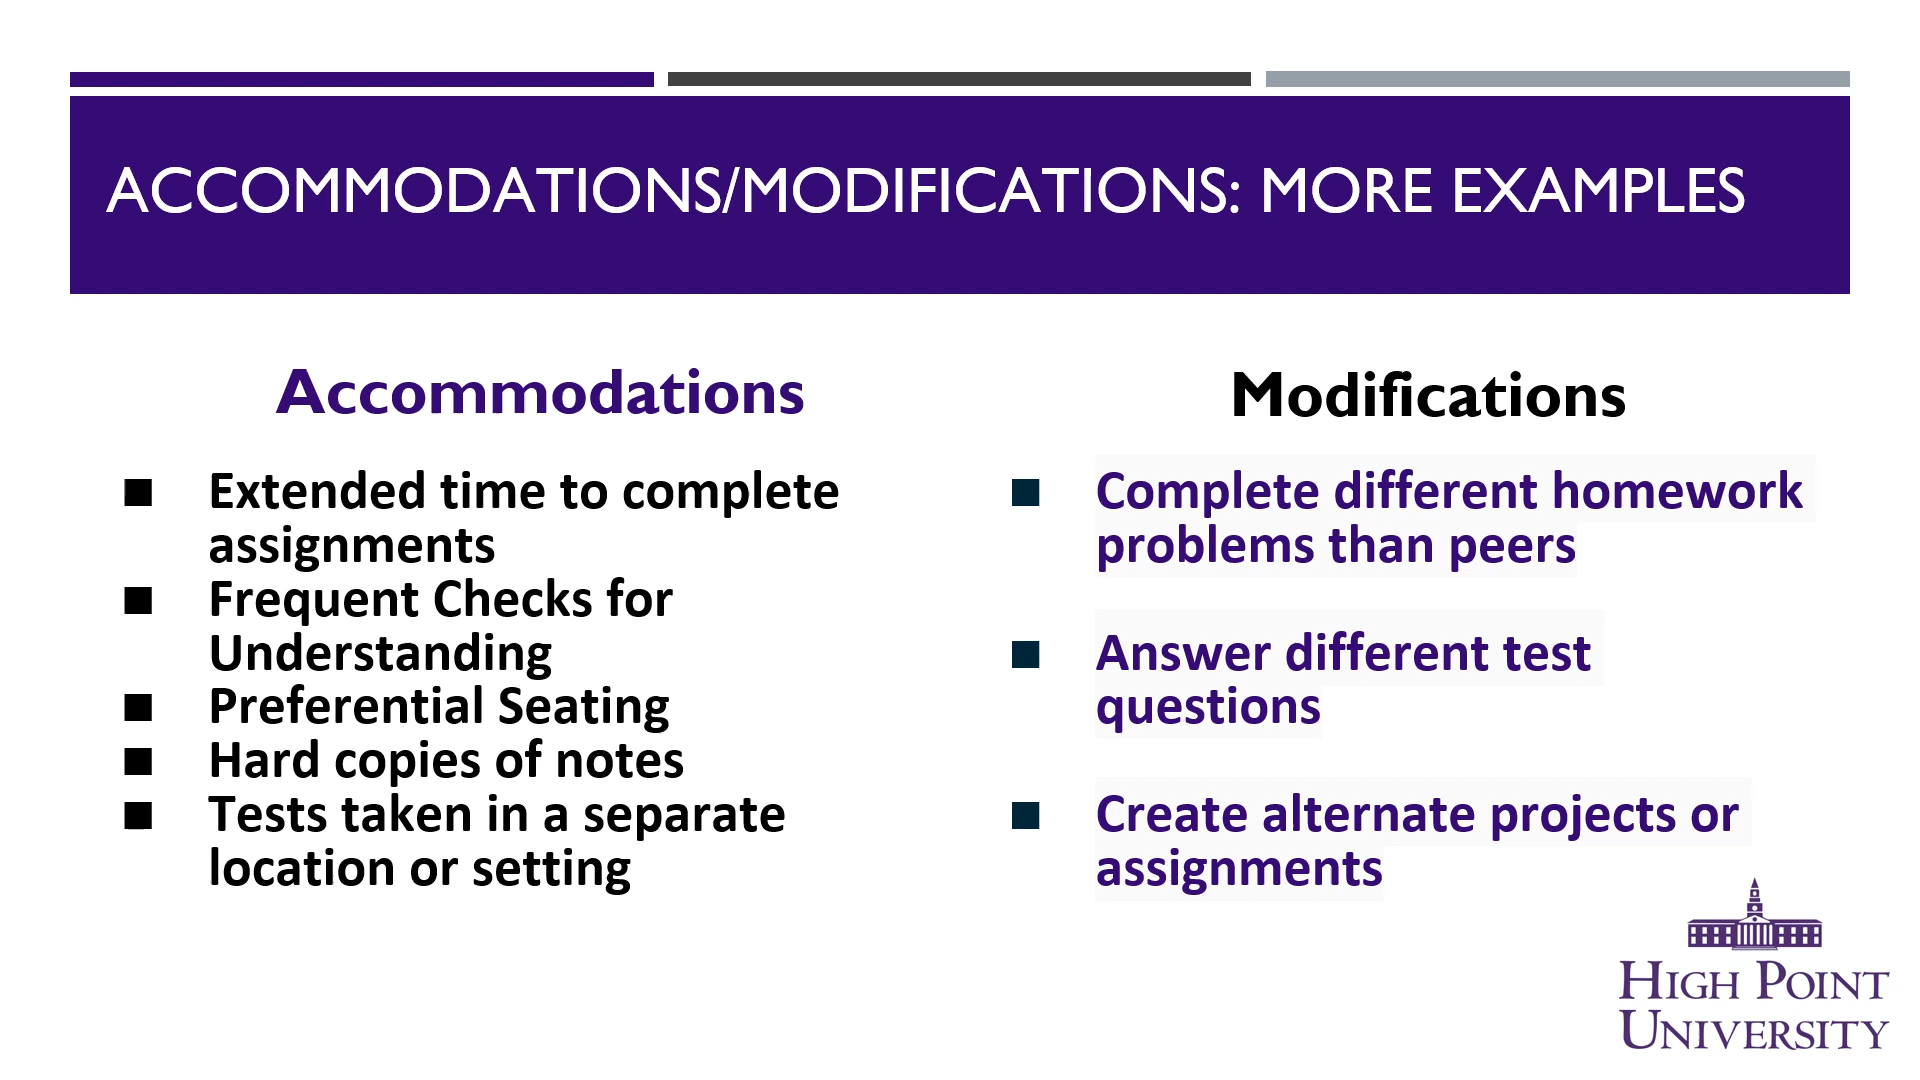 ACCOMMODATIONS/MODIFICATIONS: MORE EXAMPLES
Accommodations
■ Extended time to complete
assignments
■ Frequent Checks for
Understanding
■ Preferential Seating
■ Hard copies of notes
■ Tests taken in a separate
location or setting
Modifications
■ Complete different homework
problems than peers
■ Answer different test
questions
■ Create alternate projects or
assignments
HIGH POINT
UNIVERSITY